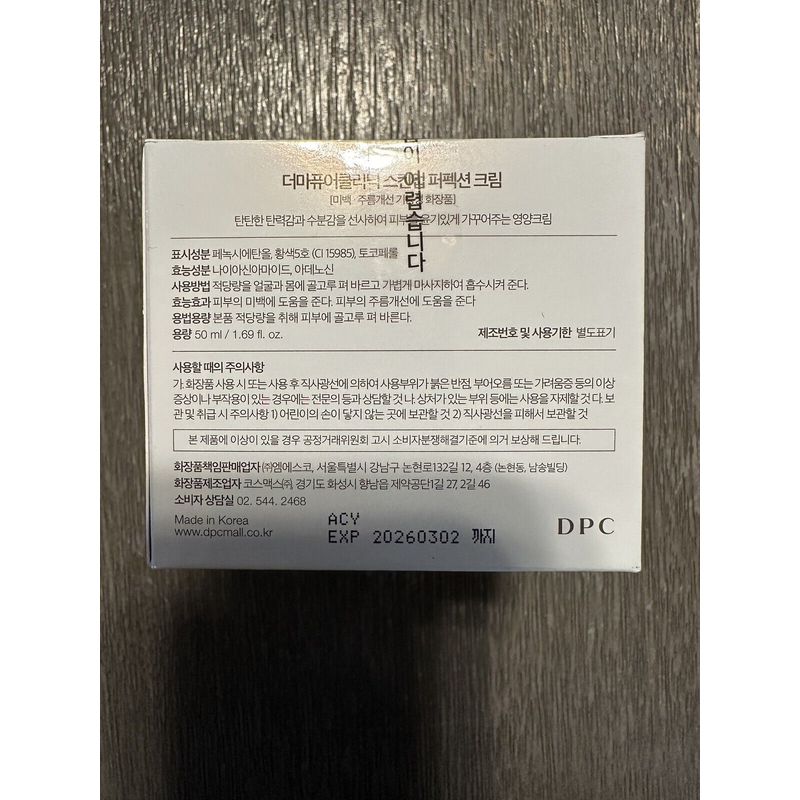 더마퓨어클리닉 스킨업 퍼펙션 크림
[미백·주름개선 기능성 화장품]
탄탄한 탄력감과 수분감을 선사하여 피부를 윤기있게 가꾸어주는 영양크림
어렵습니다
표시성분 페녹시에탄올, 황색5호 (CI 15985), 토코페롤
효능성분 나이아신아마이드, 아데노신
사용방법 적당량을 얼굴과 몸에 골고루 펴 바르고 가볍게 마사지하여 흡수시켜 준다.
효능효과 피부의 미백에 도움을 준다. 피부의 주름개선에 도움을 준다
용법용량 본품 적당량을 취해 피부에 골고루 펴 바른다.
용량 50 ml / 1.69 fl. oz. 제조번호 및 사용기한 별도표기
사용할 때의 주의사항
가. 화장품 사용 시 또는 사용 후 직사광선에 의하여 사용부위가 붉은 반점, 부어오름 또는 가려움증 등의 이상
증상이나 부작용이 있는 경우에는 전문의 등과 상담할 것 나. 상처가 있는 부위 등에는 사용을 자제할 것 다. 보
관 및 취급 시 주의사항 1) 어린이의 손이 닿지 않는 곳에 보관할 것 2) 직사광선을 피해서 보관할 것
본 제품에 이상이 있을 경우 공정거래위원회 고시 소비자분쟁해결기준에 의거 보상해 드립니다.
화장품책임판매업자 ㈜엠에스코, 서울특별시 강남구 논현로132길 12, 4층 (논현동, 남송빌딩)
화장품제조업자 코스맥스㈜, 경기도 화성시 향남읍 제약공단1길 27, 2길 46
소비자 상담실 02. 544. 2468
Made in Korea
www.dpcmall.co.kr
ACY
EXP 20260302 까지
DPC